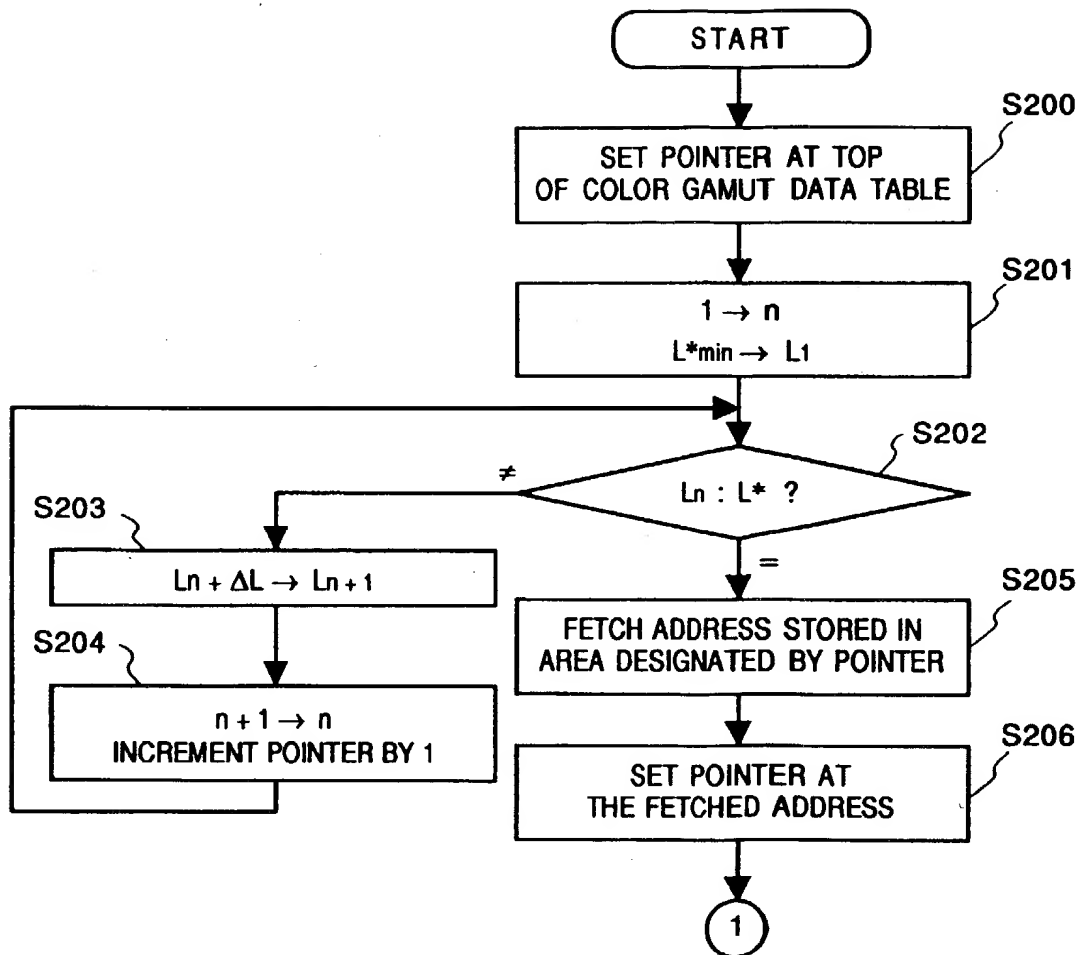 START
S200
SET POINTER AT TOP
OF COLOR GAMUT DATA TABLE
S201
1 → n
L*min → L1
S202
Ln : L* ?
≠
=
S203
Ln + ΔL → Ln + 1
S204
n + 1 → n
INCREMENT POINTER BY 1
S205
FETCH ADDRESS STORED IN
AREA DESIGNATED BY POINTER
S206
SET POINTER AT
THE FETCHED ADDRESS
1